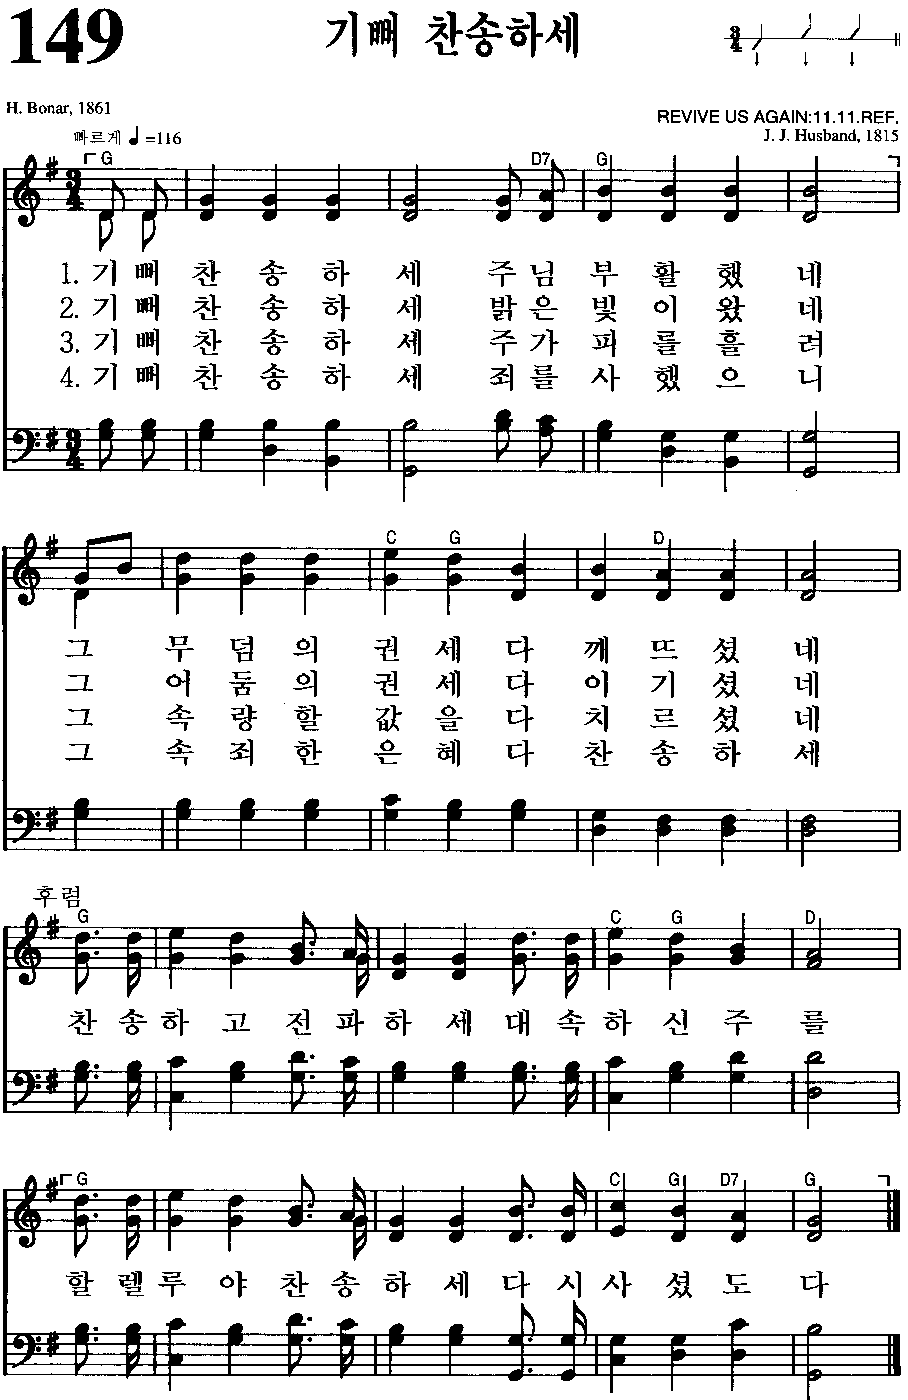 149
기뻐 찬송하세
3/4
H. Bonar, 1861
REVIVE US AGAIN:11.11.REF.
빠르게 ♩=116
J. J. Husband, 1815
G D7 G
1. 기 뻐 찬 송 하 세 주 님 부 활 했 네
2. 기 뻐 찬 송 하 세 밝 은 빛 이 왔 네
3. 기 뻐 찬 송 하 세 주 가 피 를 흘 려
4. 기 뻐 찬 송 하 세 죄 를 사 했 으 니
C G D
그 무 덤 의 권 세 다 깨 뜨 셨 네
그 어 둠 의 권 세 다 이 기 셨 네
그 속 량 할 값 을 다 치 르 셨 네
그 속 죄 한 은 혜 다 찬 송 하 세
후렴
G C G D
찬 송 하 고 전 파 하 세 대 속 하 신 주 를
G C G D7 G
할 렐 루 야 찬 송 하 세 다 시 사 셨 도 다